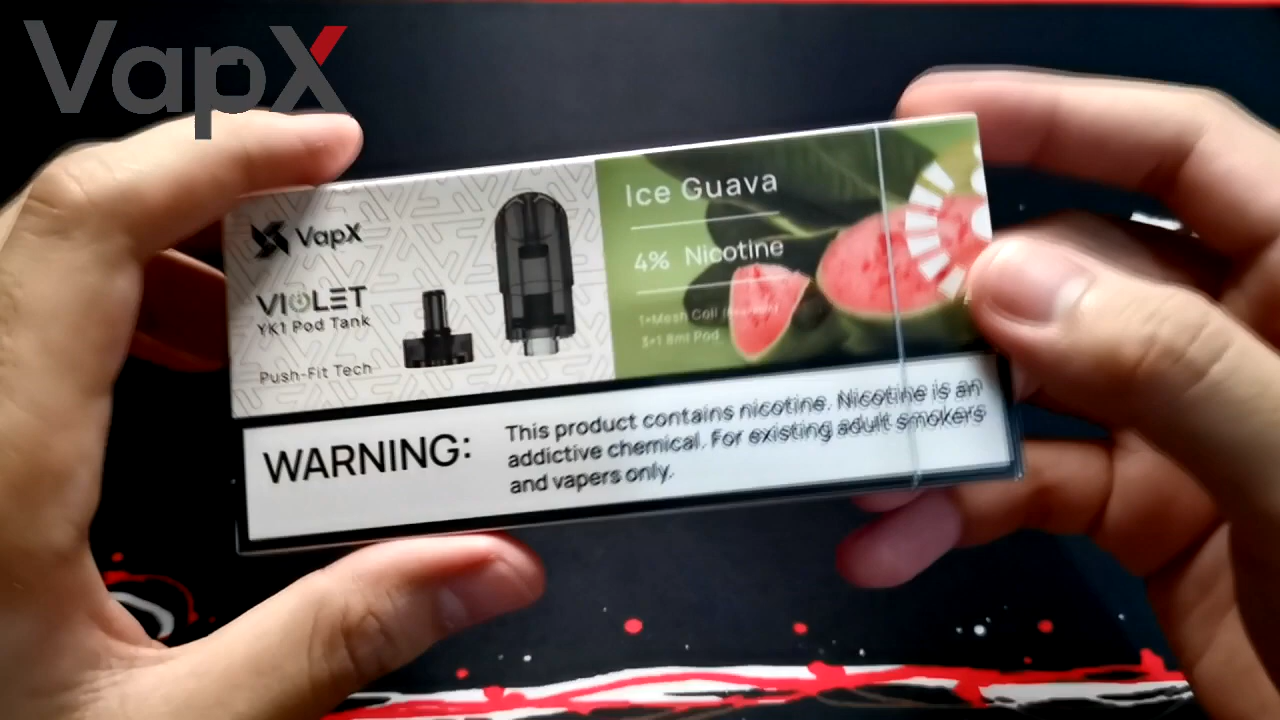 VapX
VapX
VIOLET
YK1 Pod Tank
Push-Fit Tech
Ice Guava
4% Nicotine
1*Mesh Coil
3*1.8ml Pod
WARNING:
This product contains nicotine. Nicotine is an
addictive chemical. For existing adult smokers
and vapers only.